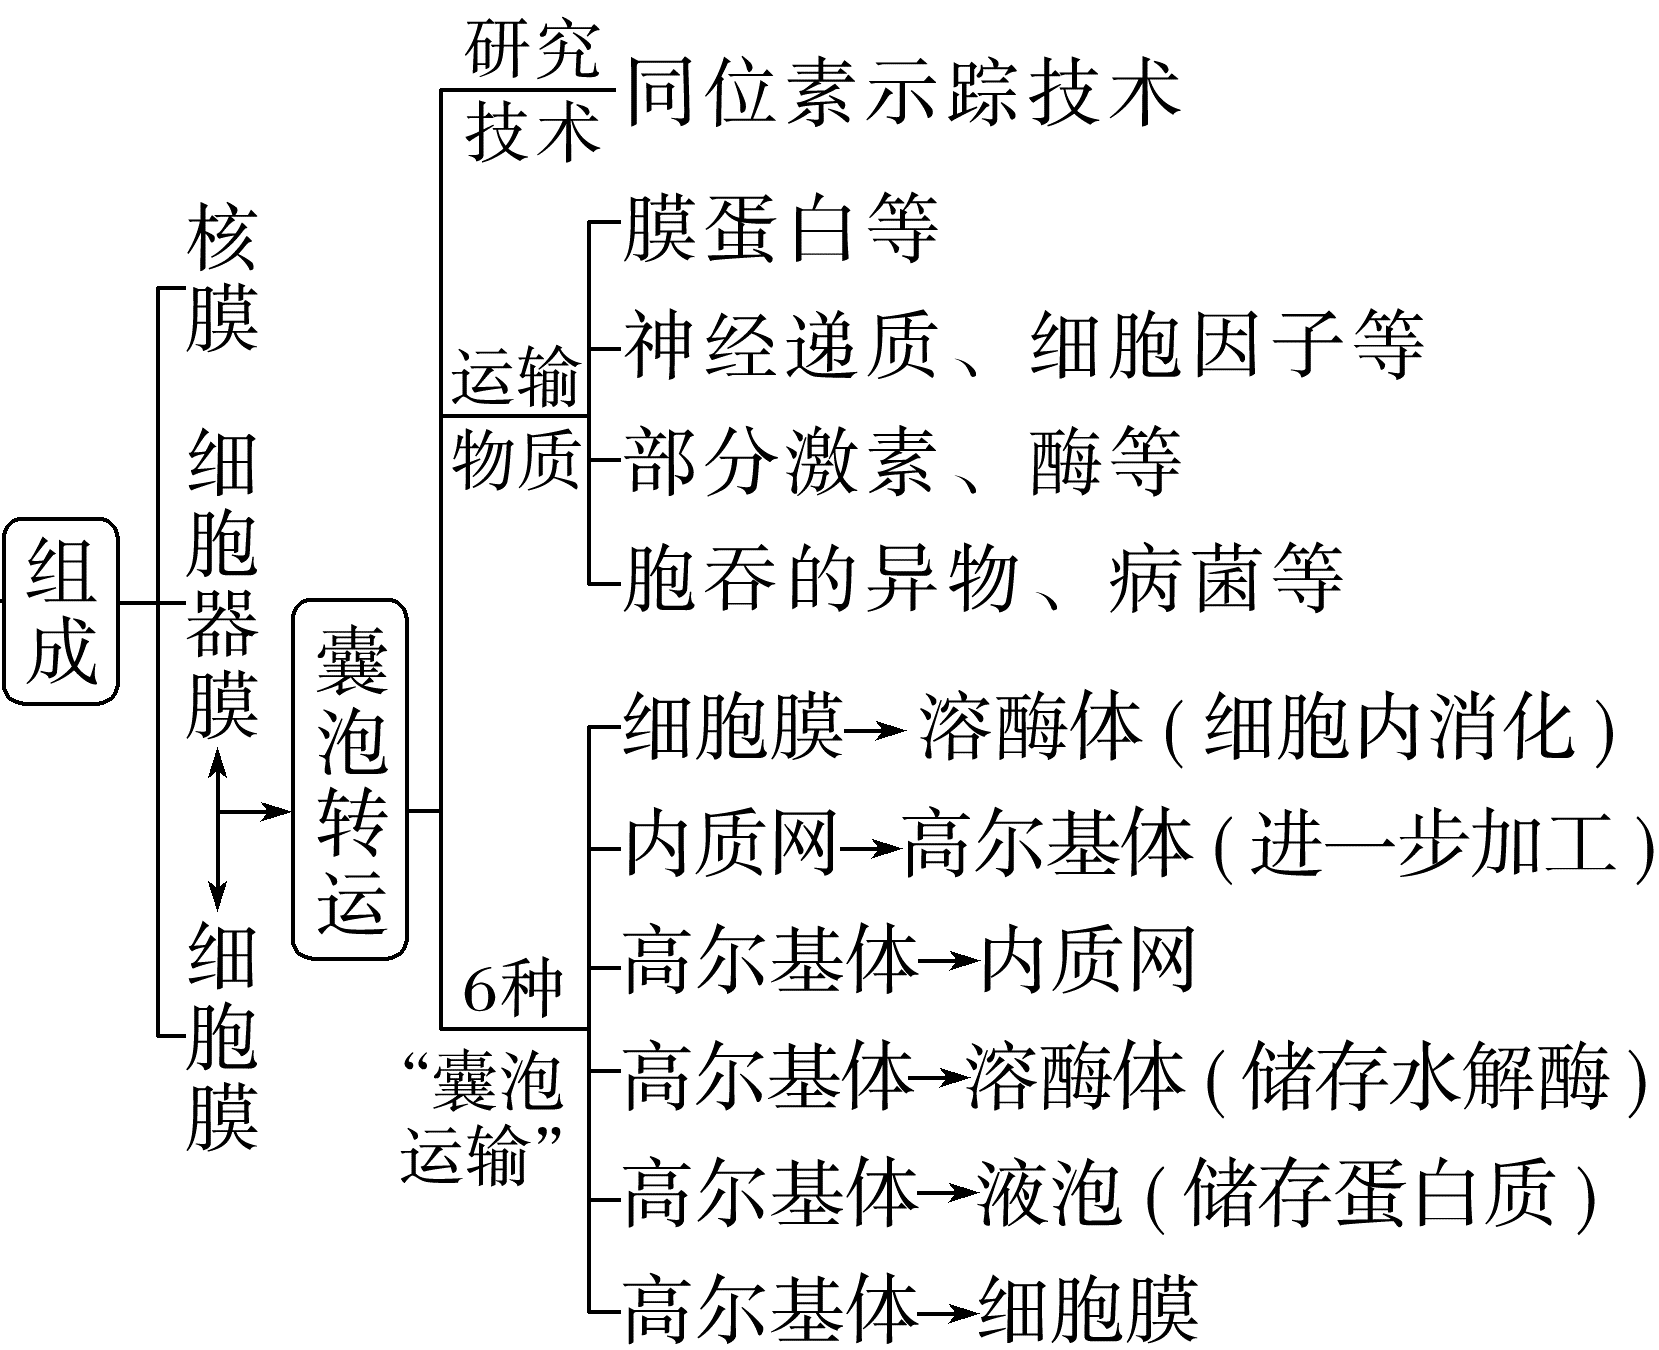 组成
核膜
细胞器膜
细胞膜
囊泡转运
研究
技术
同位素示踪技术
运输
物质
膜蛋白等
神经递质、细胞因子等
部分激素、酶等
胞吞的异物、病菌等
6种
“囊泡
运输”
细胞膜→溶酶体(细胞内消化)
内质网→高尔基体(进一步加工)
高尔基体→内质网
高尔基体→溶酶体(储存水解酶)
高尔基体→液泡(储存蛋白质)
高尔基体→细胞膜